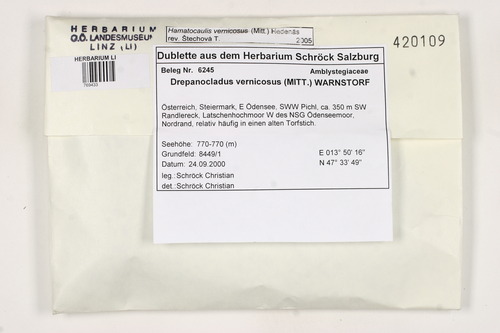 HERBARIUM
O.Ö. LANDESMUSEUM
LINZ (LI)
HERBARIUM LI
Hamatocaulis vernicosus (Mitt.) Hedenäs
rev. Štechová T.
2005
420109
Dublette aus dem Herbarium Schröck Salzburg
Beleg Nr. 6245 Amblystegiaceae
Drepanocladus vernicosus (MITT.) WARNSTORF
Österreich, Steiermark, E Ödensee, SWW Pichl, ca. 350 m SW
Randlereck, Latschenhochmoor W des NSG Ödenseemoor,
Nordrand, relativ häufig in einen alten Torfstich.
Seehöhe: 770-770 (m)
Grundfeld: 8449/1 E 013° 50' 16"
Datum: 24.09.2000 N 47° 33' 49"
leg.:Schröck Christian
det.:Schröck Christian